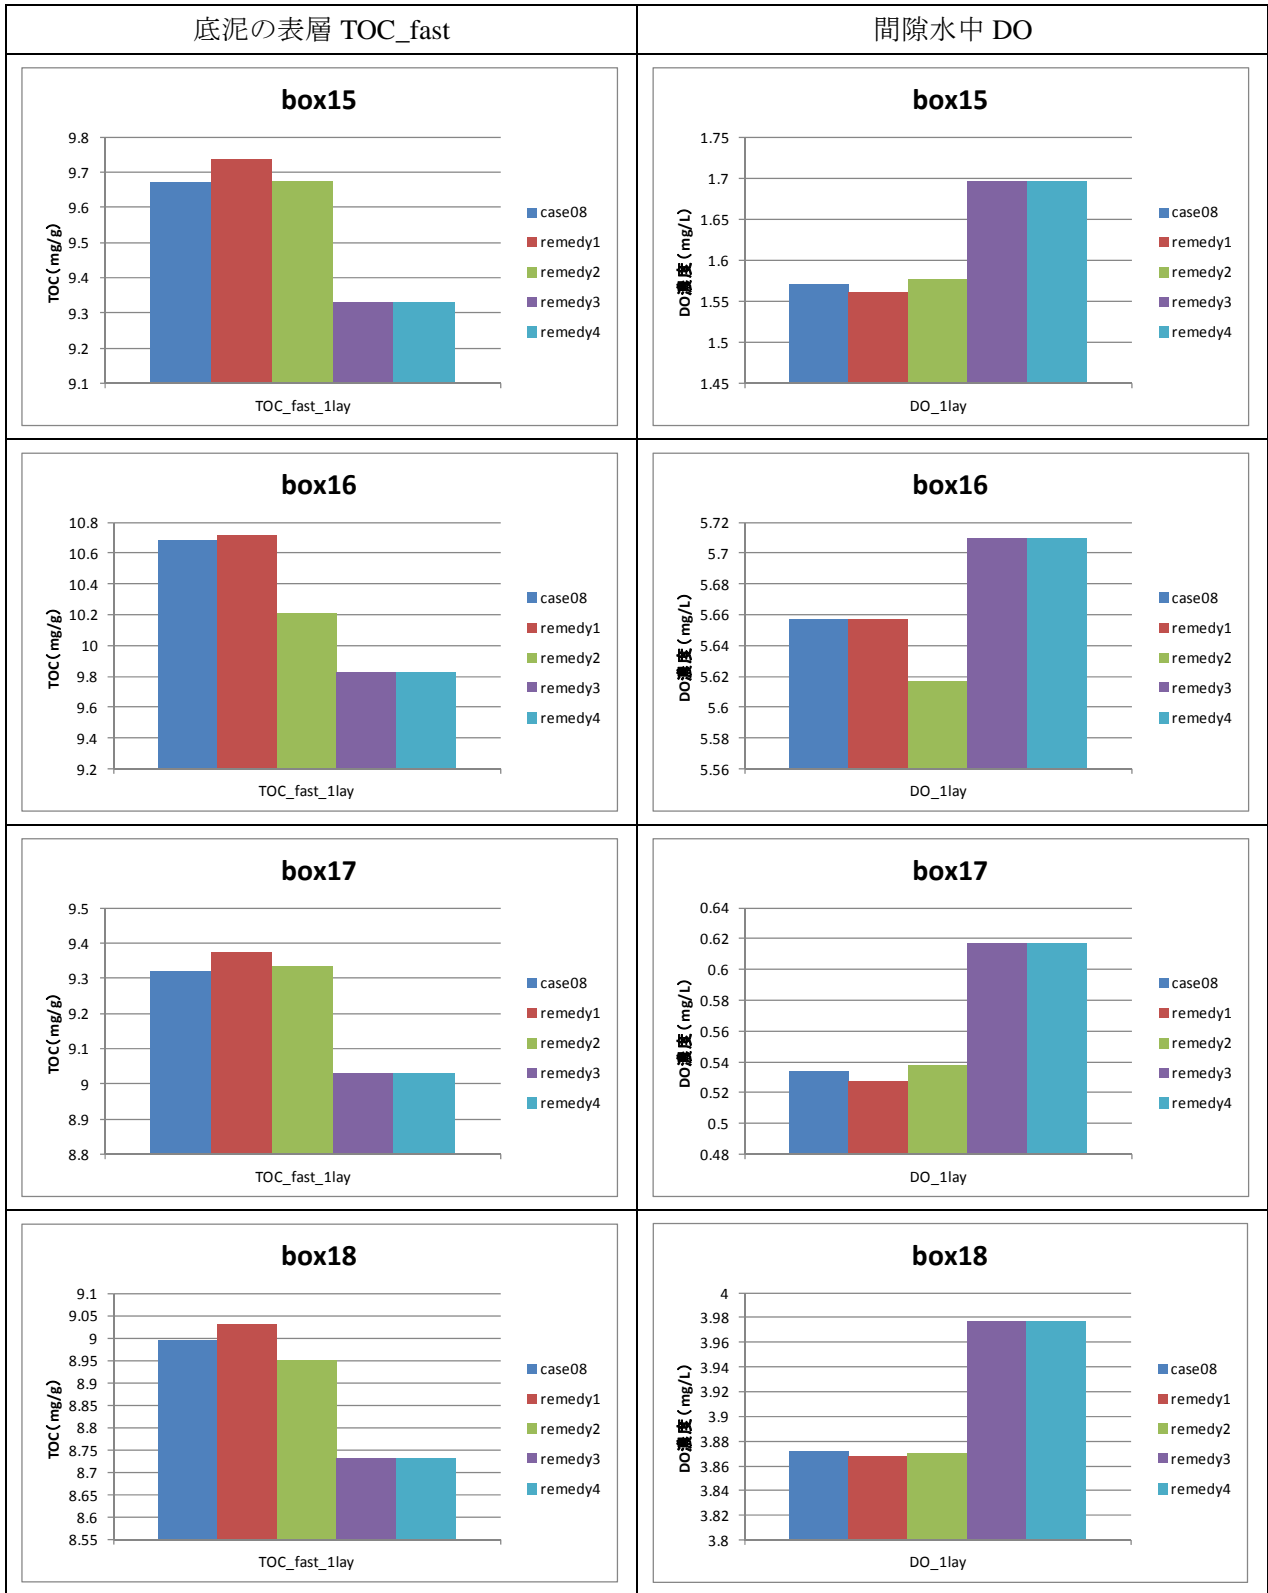 底泥の表層 TOC_fast
間隙水中 DO
box15
9.8
9.7
9.6
9.5
9.4
9.3
9.2
9.1
TOC(mg/g)
TOC_fast_1lay
case08
remedy1
remedy2
remedy3
remedy4
box15
1.75
1.7
1.65
1.6
1.55
1.5
1.45
DO濃度(mg/L)
DO_1lay
case08
remedy1
remedy2
remedy3
remedy4
box16
10.8
10.6
10.4
10.2
10
9.8
9.6
9.4
9.2
TOC(mg/g)
TOC_fast_1lay
case08
remedy1
remedy2
remedy3
remedy4
box16
5.72
5.7
5.68
5.66
5.64
5.62
5.6
5.58
5.56
DO濃度(mg/L)
DO_1lay
case08
remedy1
remedy2
remedy3
remedy4
box17
9.5
9.4
9.3
9.2
9.1
9
8.9
8.8
TOC(mg/g)
TOC_fast_1lay
case08
remedy1
remedy2
remedy3
remedy4
box17
0.64
0.62
0.6
0.58
0.56
0.54
0.52
0.5
0.48
DO濃度(mg/L)
DO_1lay
case08
remedy1
remedy2
remedy3
remedy4
box18
9.1
9.05
9
8.95
8.9
8.85
8.8
8.75
8.7
8.65
8.6
8.55
TOC(mg/g)
TOC_fast_1lay
case08
remedy1
remedy2
remedy3
remedy4
box18
4
3.98
3.96
3.94
3.92
3.9
3.88
3.86
3.84
3.82
3.8
DO濃度(mg/L)
DO_1lay
case08
remedy1
remedy2
remedy3
remedy4